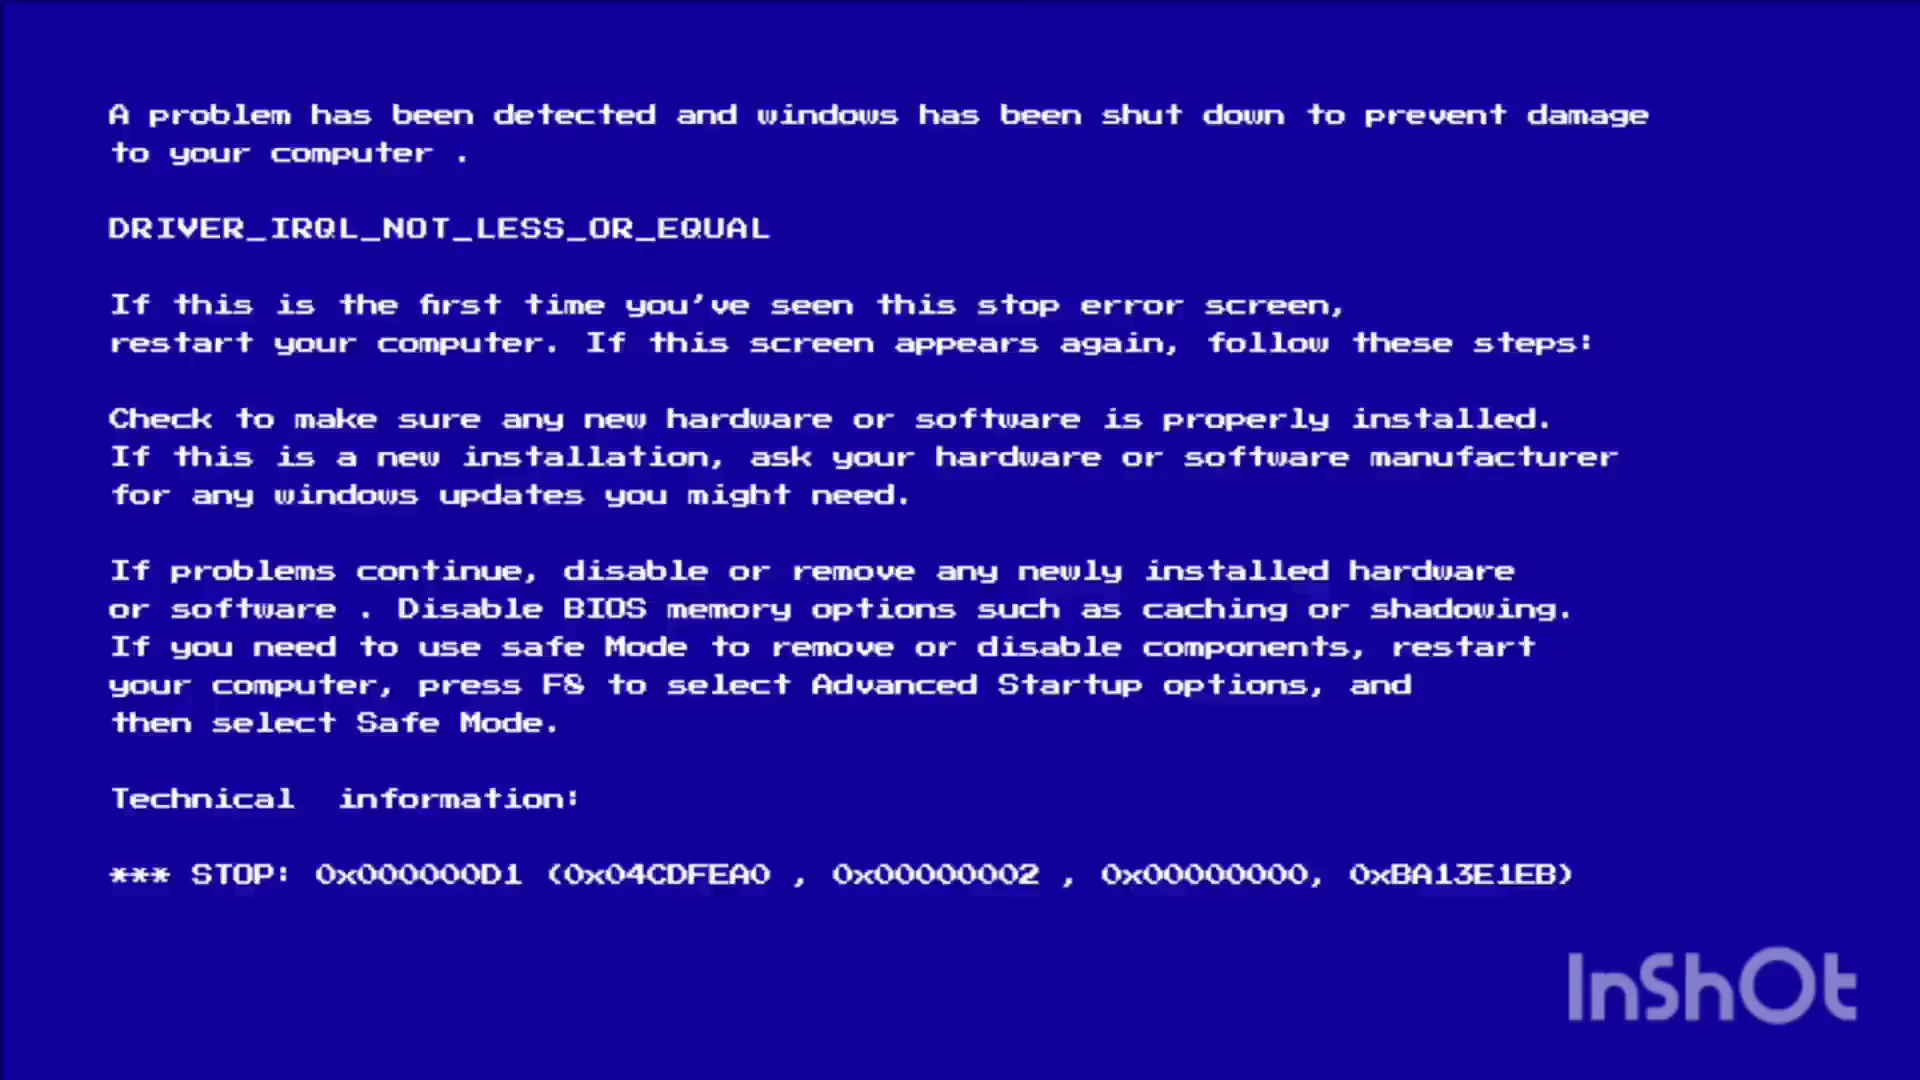 A problem has been detected and windows has been shut down to prevent damage
to your computer .
DRIVER_IRQL_NOT_LESS_OR_EQUAL
If this is the first time you've seen this stop error screen,
restart your computer. If this screen appears again, follow these steps:
Check to make sure any new hardware or software is properly installed.
If this is a new installation, ask your hardware or software manufacturer
for any windows updates you might need.
If problems continue, disable or remove any newly installed hardware
or software . Disable BIOS memory options such as caching or shadowing.
If you need to use safe Mode to remove or disable components, restart
your computer, press F& to select Advanced Startup options, and
then select Safe Mode.
Technical  information:
*** STOP: 0x000000D1 (0x04CDFEA0 , 0x00000002 , 0x00000000, 0xBA13E1EB)
InShOt